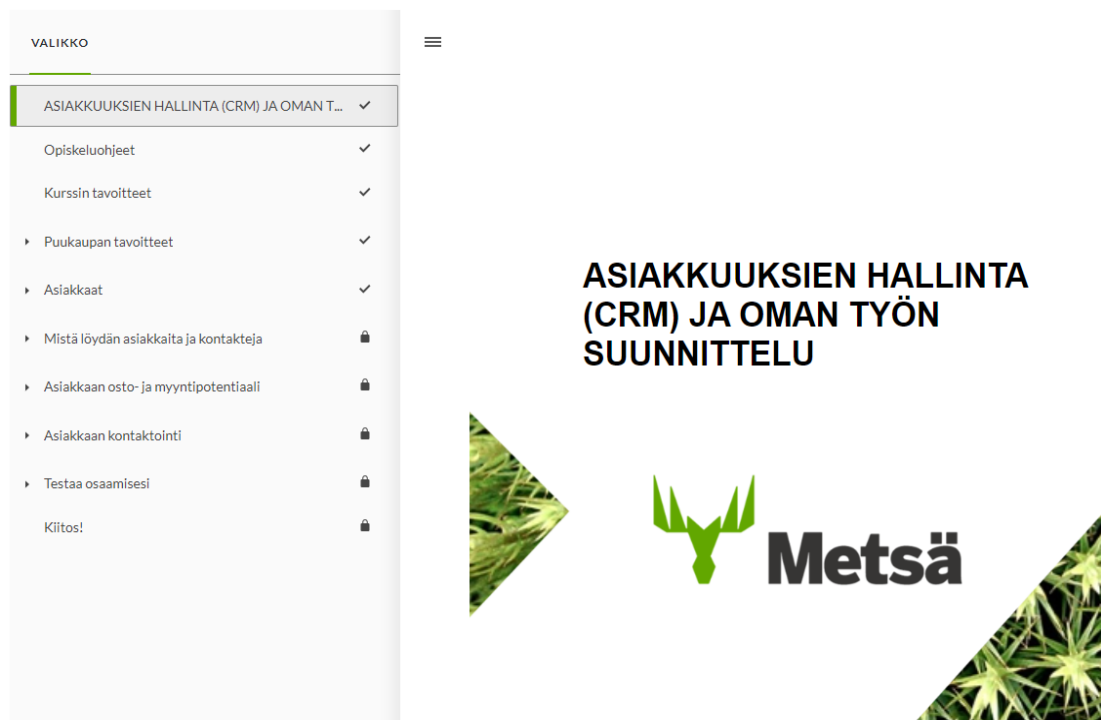 VALIKKO
ASIAKKUUKSIEN HALLINTA (CRM) JA OMAN T...
Opiskeluohjeet
Kurssin tavoitteet
Puukaupan tavoitteet
Asiakkaat
Mistä löydän asiakkaita ja kontakteja
Asiakkaan osto- ja myyntipotentiaali
Asiakkaan kontaktointi
Testaa osaamisesi
Kiitos!
ASIAKKUUKSIEN HALLINTA
(CRM) JA OMAN TYÖN
SUUNNITTELU
Metsä